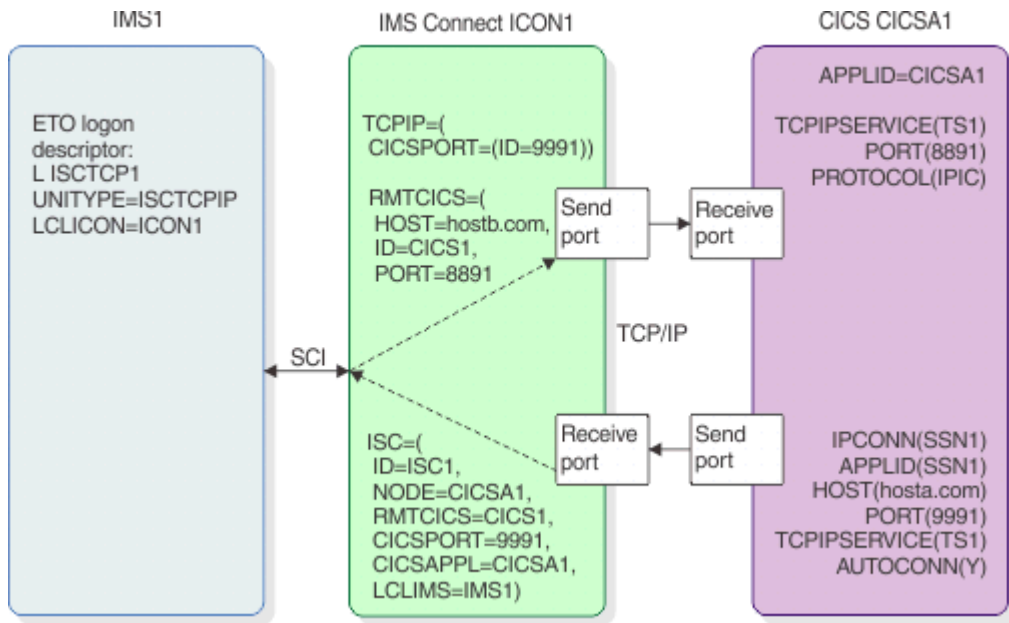 IMS1
IMS Connect ICON1
CICS CICSA1
ETO logon
descriptor:
L ISCTCP1
UNITYPE=ISCTCPIP
LCLICON=ICON1
SCI
TCPIP=(
CICSPORT=(ID=9991))
RMTCICS=(
HOST=hostb.com,
ID=CICS1,
PORT=8891
Send
port
Receive
port
TCP/IP
ISC=(
ID=ISC1,
NODE=CICSA1,
RMTCICS=CICS1,
CICSPORT=9991,
CICSAPPL=CICSA1,
LCLIMS=IMS1)
Receive
port
Send
port
APPLID=CICSA1
TCPIPSERVICE(TS1)
PORT(8891)
PROTOCOL(IPIC)
IPCONN(SSN1)
APPLID(SSN1)
HOST(hosta.com)
PORT(9991)
TCPIPSERVICE(TS1)
AUTOCONN(Y)